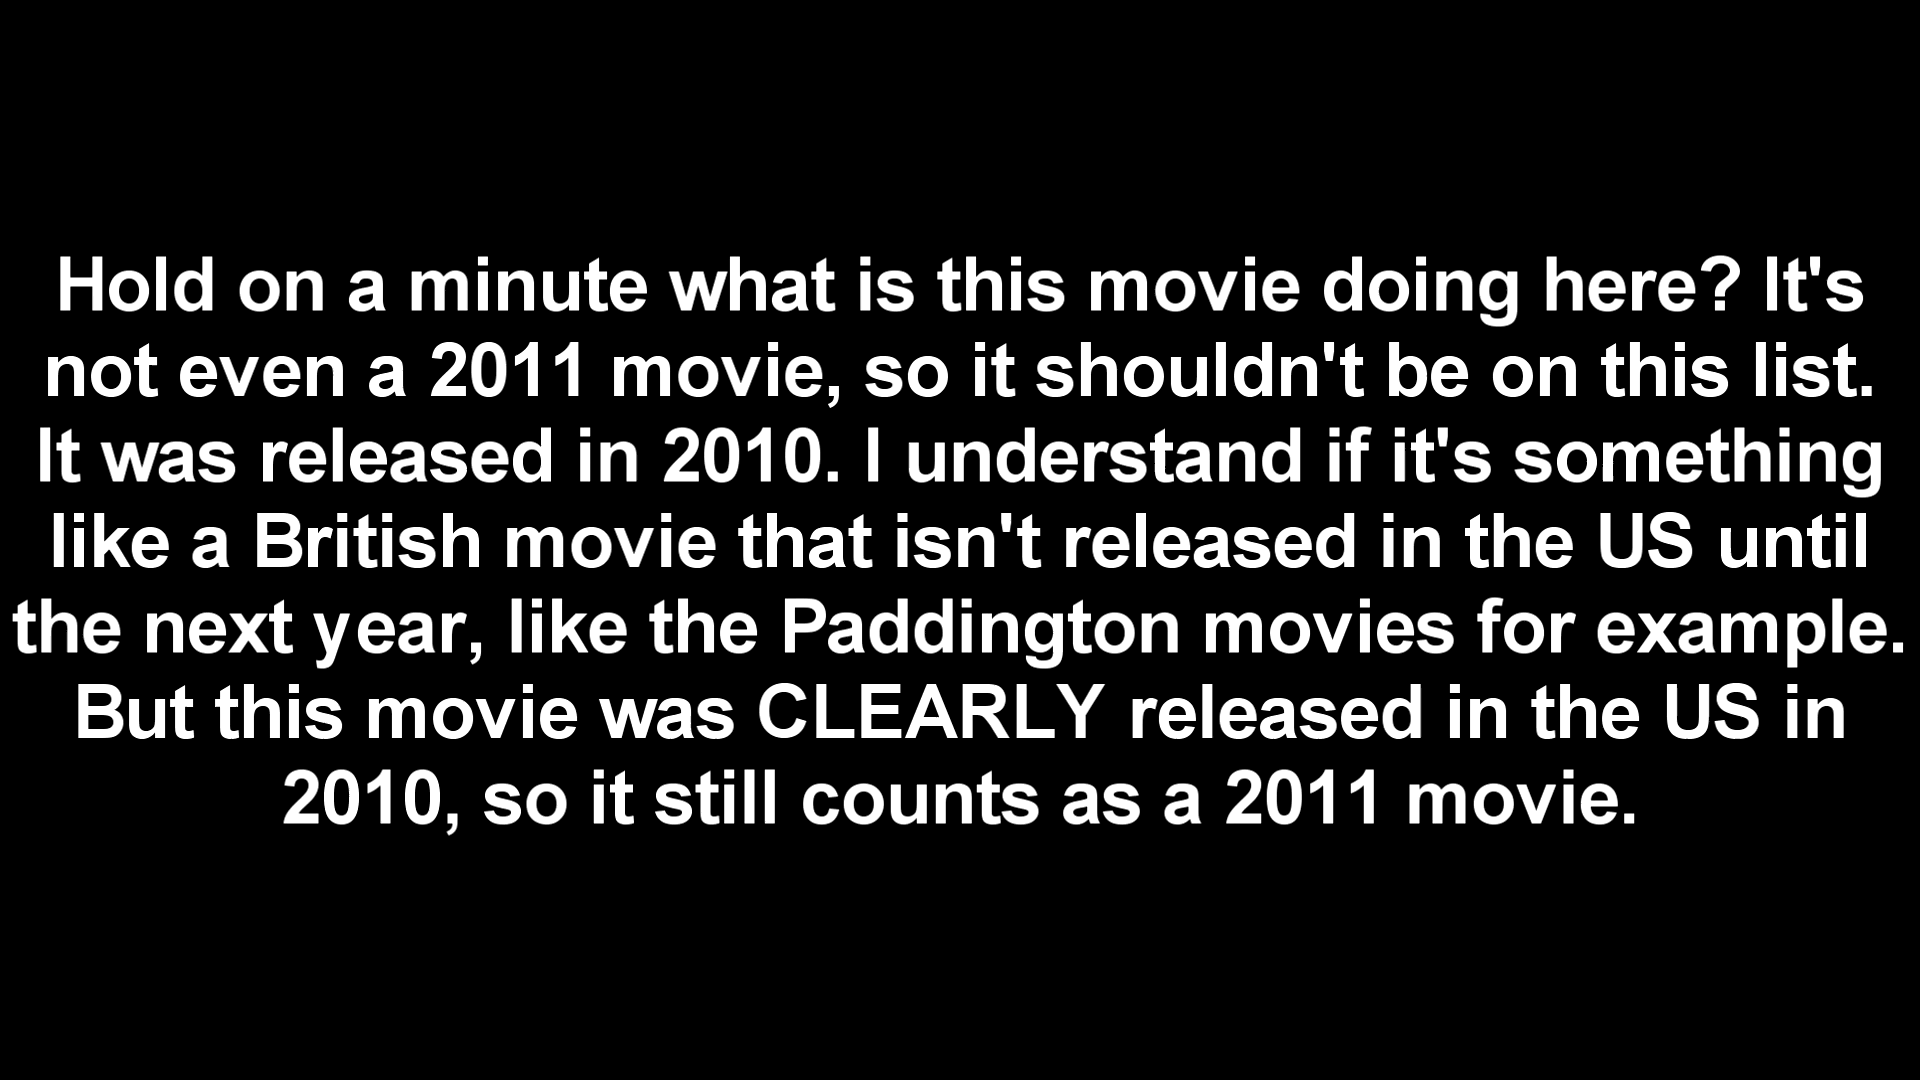 Hold on a minute what is this movie doing here? It's
not even a 2011 movie, so it shouldn't be on this list.
It was released in 2010. I understand if it's something
like a British movie that isn't released in the US until
the next year, like the Paddington movies for example.
But this movie was CLEARLY released in the US in
2010, so it still counts as a 2011 movie.